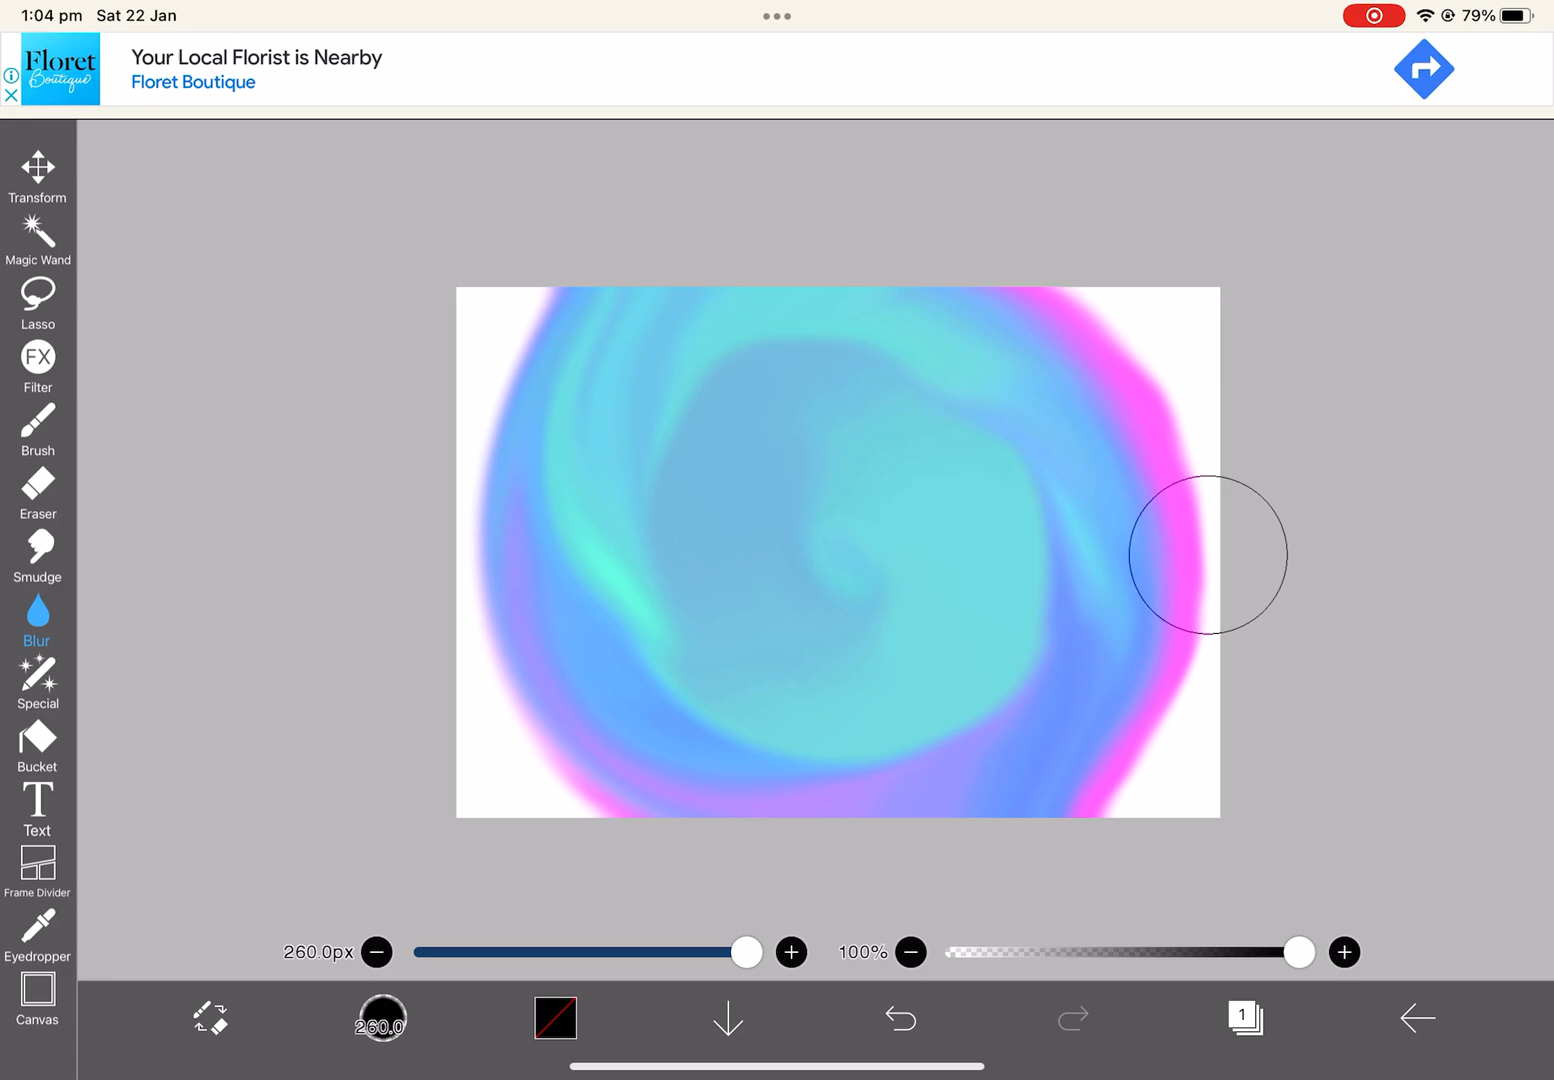 1:04 pm Sat 22 Jan
79%
Floret
Boutique
Your Local Florist is Nearby
Floret Boutique
Transform
Magic Wand
Lasso
FX
Filter
Brush
Eraser
Smudge
Blur
Special
Bucket
T
Text
Frame Divider
Eyedropper
Canvas
260.0px
100%
260.0
1